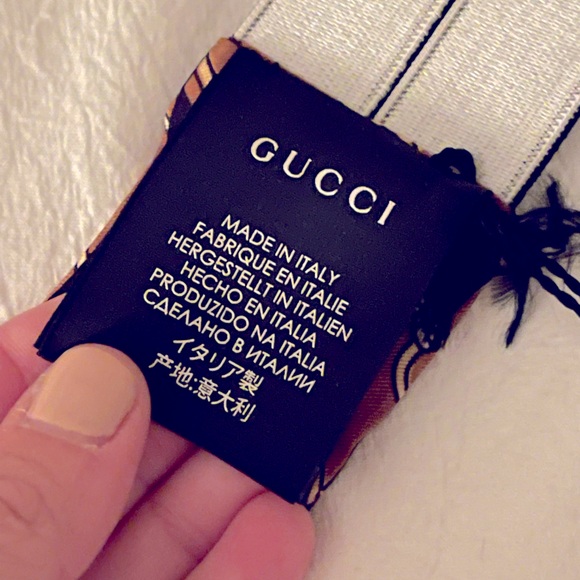 GUCCI
MADE IN ITALY
FABRIQUE EN ITALIE
HERGESTELLT IN ITALIEN
HECHO EN ITALIA
PRODUZIDO NA ITALIA
СДЕЛАНО В ИТАЛИИ
イタリア製
产地:意大利